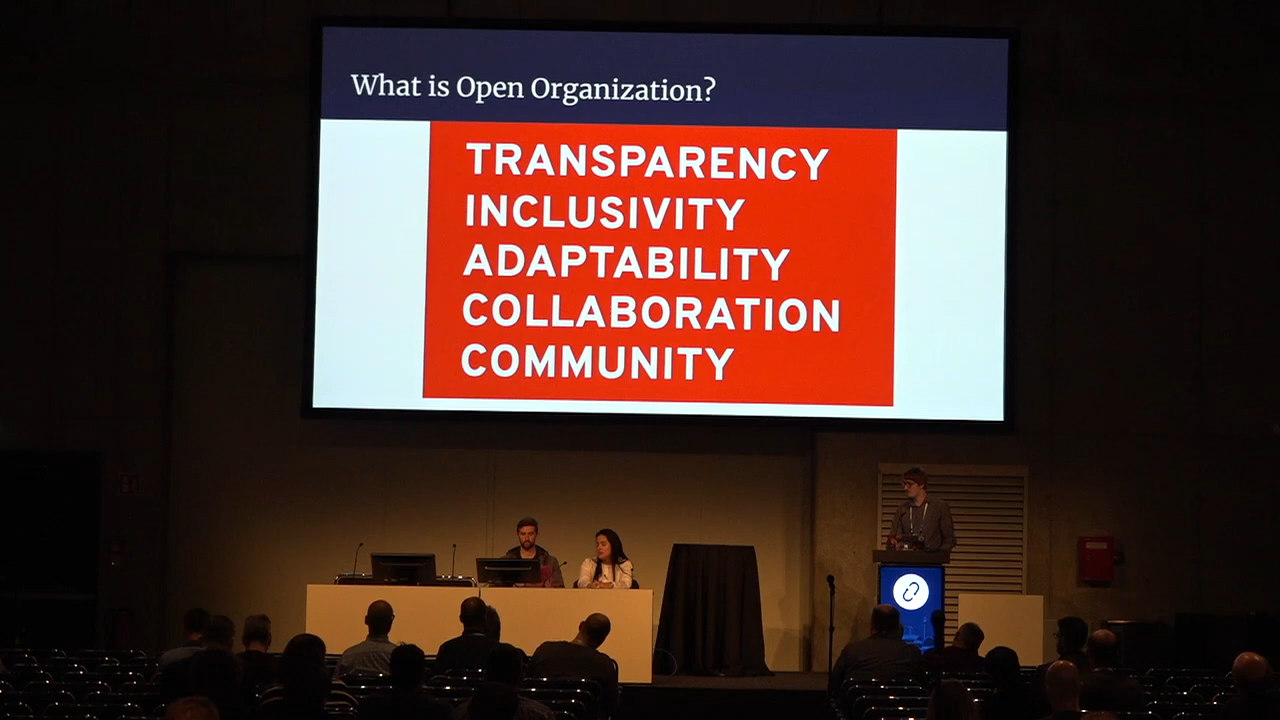 What is Open Organization?
TRANSPARENCY
INCLUSIVITY
ADAPTABILITY
COLLABORATION
COMMUNITY